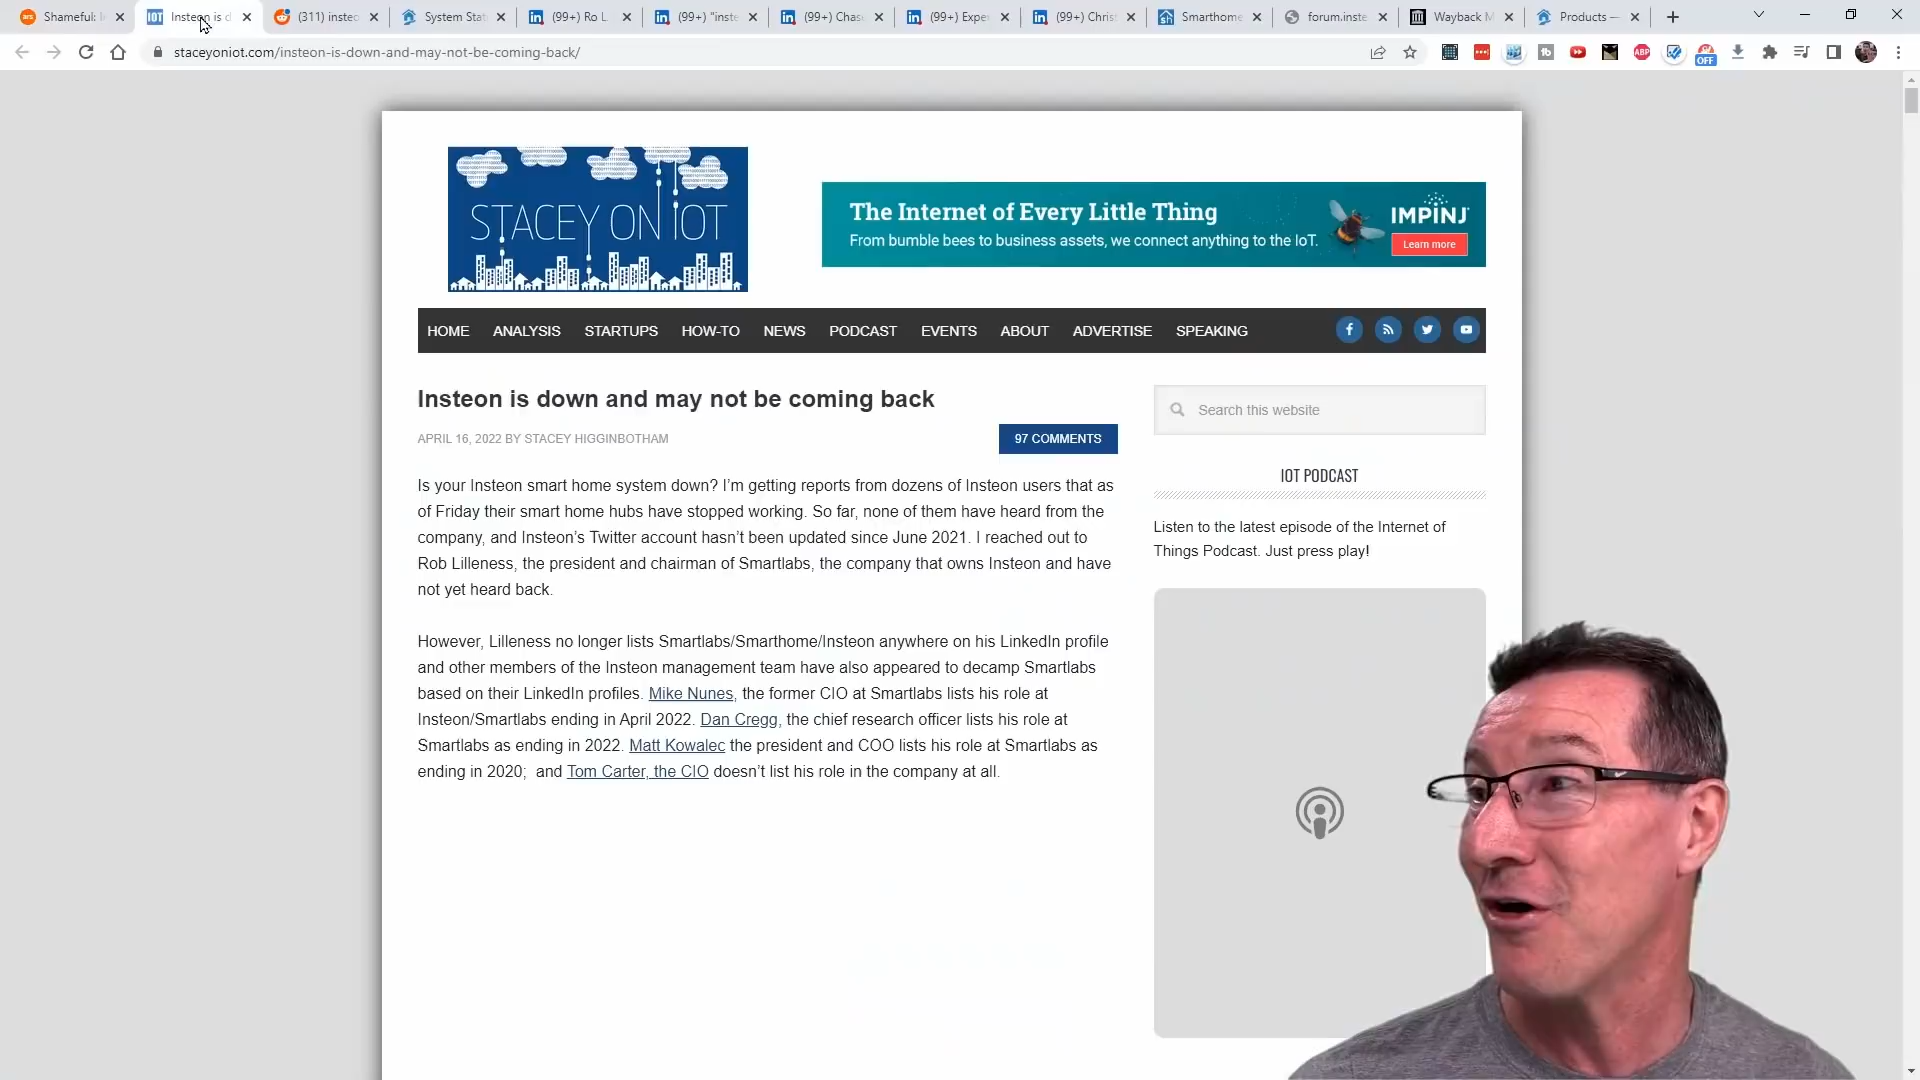 Shameful: I
Insteon is d
(311) insteo
System Stat
(99+) Ro L
(99+) "inste
(99+) Chas
(99+) Expe
(99+) Chris
Smarthome
forum.inste
Wayback M
Products —
staceyoniot.com/insteon-is-down-and-may-not-be-coming-back/
ABP
OFF
STACEY ON IOT
The Internet of Every Little Thing
From bumble bees to business assets, we connect anything to the IoT.
IMPINJ
Learn more
HOME ANALYSIS STARTUPS HOW-TO NEWS PODCAST EVENTS ABOUT ADVERTISE SPEAKING
Insteon is down and may not be coming back
APRIL 16, 2022 BY STACEY HIGGINBOTHAM
97 COMMENTS
Is your Insteon smart home system down? I'm getting reports from dozens of Insteon users that as
of Friday their smart home hubs have stopped working. So far, none of them have heard from the
company, and Insteon's Twitter account hasn't been updated since June 2021. I reached out to
Rob Lilleness, the president and chairman of Smartlabs, the company that owns Insteon and have
not yet heard back.
However, Lilleness no longer lists Smartlabs/Smarthome/Insteon anywhere on his LinkedIn profile
and other members of the Insteon management team have also appeared to decamp Smartlabs
based on their LinkedIn profiles. Mike Nunes, the former CIO at Smartlabs lists his role at
Insteon/Smartlabs ending in April 2022. Dan Cregg, the chief research officer lists his role at
Smartlabs as ending in 2022. Matt Kowalec the president and COO lists his role at Smartlabs as
ending in 2020; and Tom Carter, the CIO doesn't list his role in the company at all.
Search this website
IOT PODCAST
Listen to the latest episode of the Internet of
Things Podcast. Just press play!